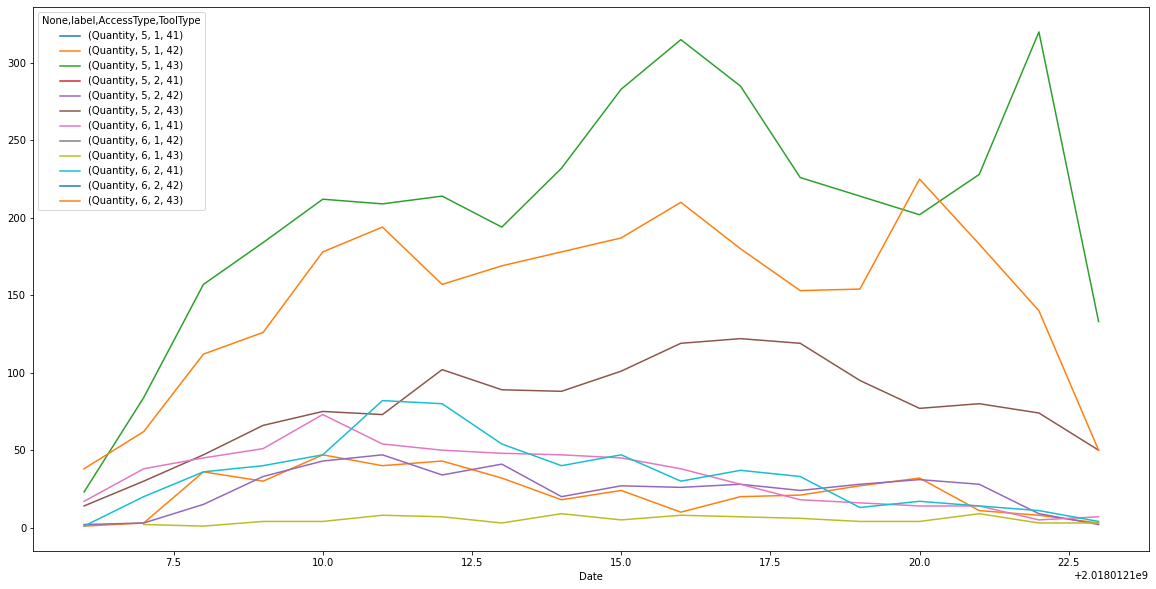 None,label,AccessType,ToolType
(Quantity, 5, 1, 41)
(Quantity, 5, 1, 42)
(Quantity, 5, 1, 43)
(Quantity, 5, 2, 41)
(Quantity, 5, 2, 42)
(Quantity, 5, 2, 43)
(Quantity, 6, 1, 41)
(Quantity, 6, 1, 42)
(Quantity, 6, 1, 43)
(Quantity, 6, 2, 41)
(Quantity, 6, 2, 42)
(Quantity, 6, 2, 43)
300
250
200
150
100
50
0
7.5 10.0 12.5 15.0 17.5 20.0 22.5
Date
+2.0180121e9